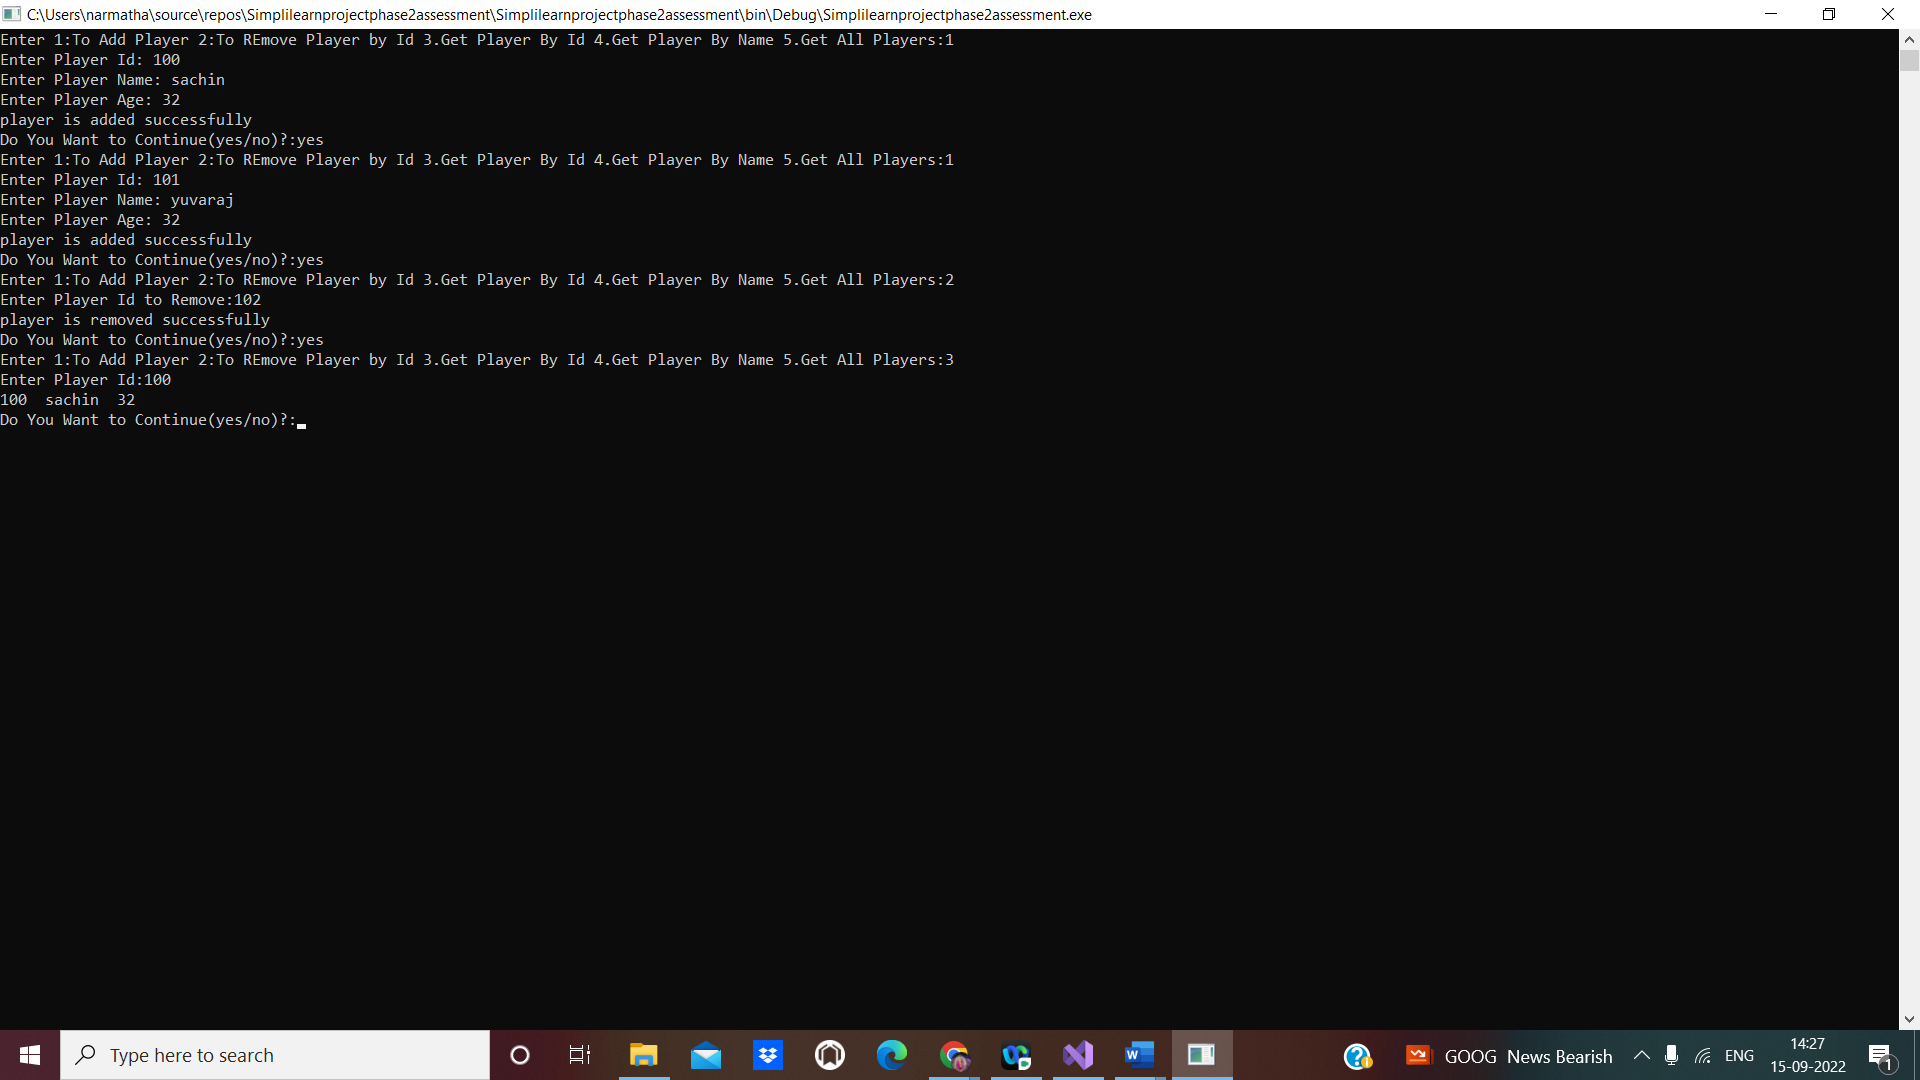 C:\Users\narmatha\source\repos\Simplilearnprojectphase2assessment\Simplilearnprojectphase2assessment\bin\Debug\Simplilearnprojectphase2assessment.exe
Enter 1:To Add Player 2:To REmove Player by Id 3.Get Player By Id 4.Get Player By Name 5.Get All Players:1
Enter Player Id: 100
Enter Player Name: sachin
Enter Player Age: 32
player is added successfully
Do You Want to Continue(yes/no)?:yes
Enter 1:To Add Player 2:To REmove Player by Id 3.Get Player By Id 4.Get Player By Name 5.Get All Players:1
Enter Player Id: 101
Enter Player Name: yuvaraj
Enter Player Age: 32
player is added successfully
Do You Want to Continue(yes/no)?:yes
Enter 1:To Add Player 2:To REmove Player by Id 3.Get Player By Id 4.Get Player By Name 5.Get All Players:2
Enter Player Id to Remove:102
player is removed successfully
Do You Want to Continue(yes/no)?:yes
Enter 1:To Add Player 2:To REmove Player by Id 3.Get Player By Id 4.Get Player By Name 5.Get All Players:3
Enter Player Id:100
100  sachin  32
Do You Want to Continue(yes/no)?:
Type here to search
GOOG News Bearish
ENG
14:27
15-09-2022
1